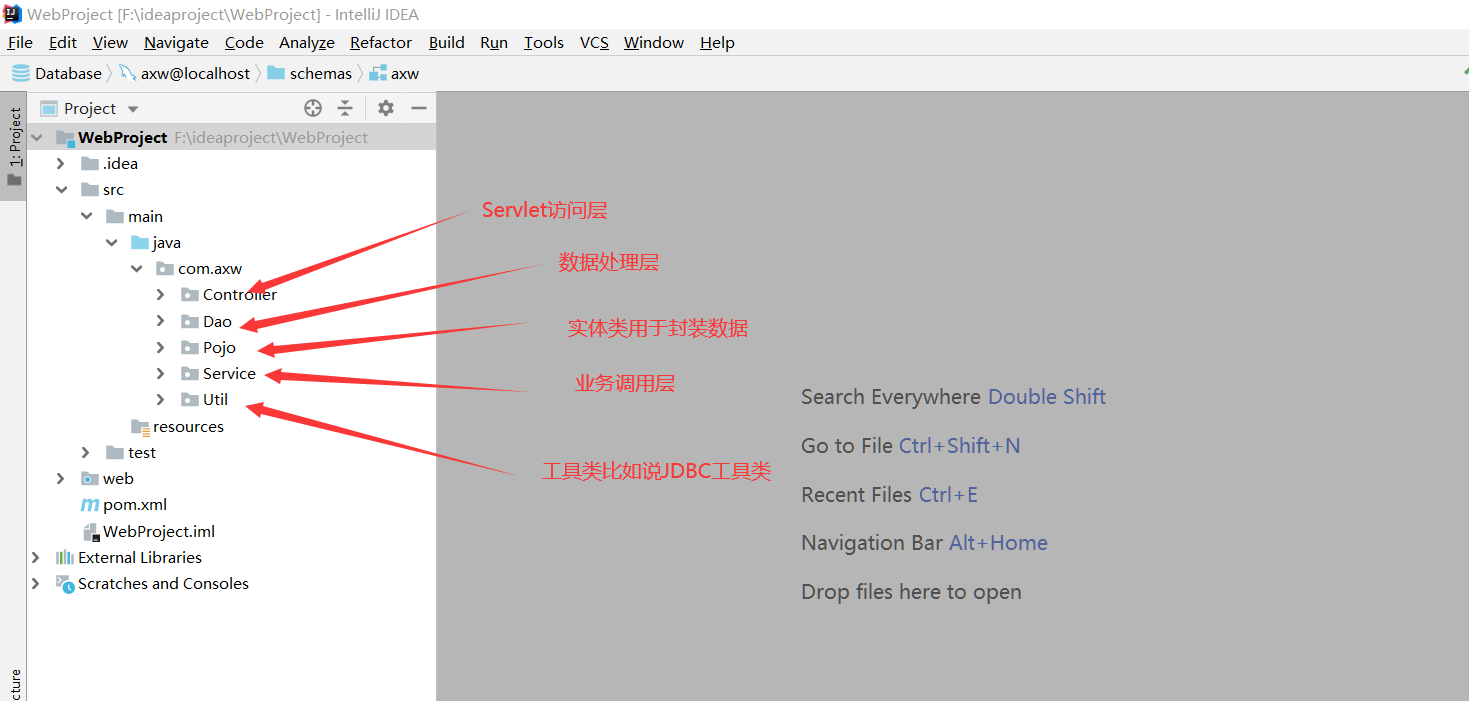 WebProject [F:\ideaproject\WebProject] - IntelliJ IDEA
File Edit View Navigate Code Analyze Refactor Build Run Tools VCS Window Help
Database axw@localhost schemas axw
Project
1: Project
WebProject F:\ideaproject\WebProject
.idea
src
main
java
com.axw
Controller
Dao
Pojo
Service
Util
resources
test
web
pom.xml
WebProject.iml
External Libraries
Scratches and Consoles
cture
Servlet访问层
数据处理层
实体类用于封装数据
业务调用层
工具类比如说JDBC工具类
Search Everywhere Double Shift
Go to File Ctrl+Shift+N
Recent Files Ctrl+E
Navigation Bar Alt+Home
Drop files here to open